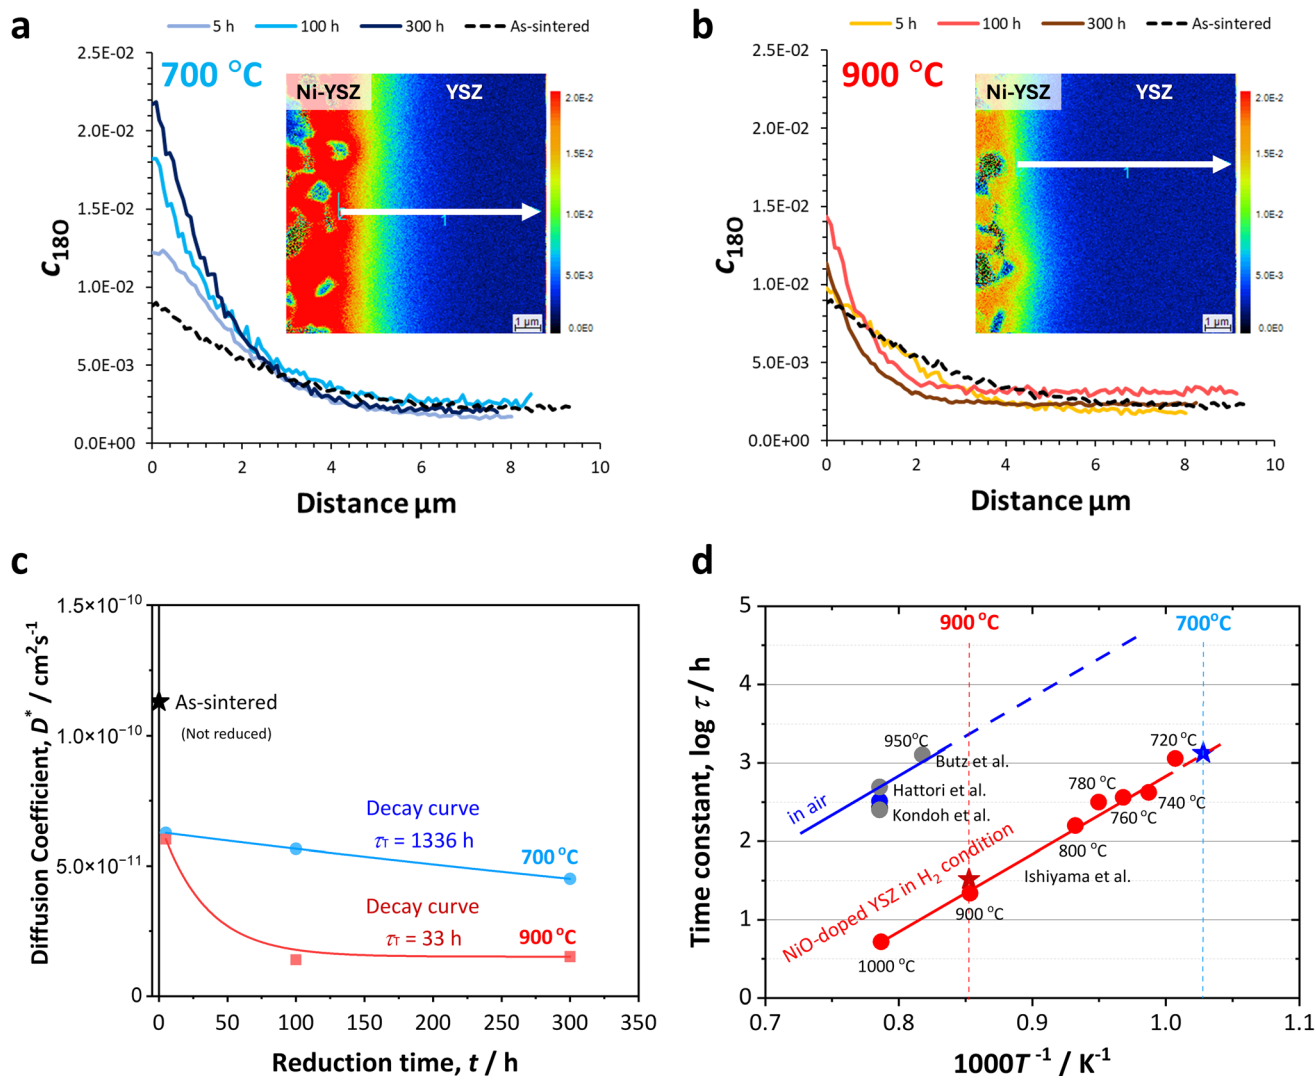 a
5 h
100 h
300 h
As-sintered
2.5E-02
2.0E-02
1.5E-02
1.0E-02
5.0E-03
0.0E+00
700 °C
Ni-YSZ
YSZ
1
1 µm
2.0E-2
1.5E-2
1.0E-2
5.0E-3
0.0E0
c18O
0
2
4
6
8
10
Distance µm
b
5 h
100 h
300 h
As-sintered
2.5E-02
2.0E-02
1.5E-02
1.0E-02
5.0E-03
0.0E+00
900 °C
Ni-YSZ
YSZ
1
1 µm
2.0E-2
1.5E-2
1.0E-2
5.0E-3
0.0E0
c18O
0
2
4
6
8
10
Distance µm
c
1.5×10-10
1.0×10-10
5.0×10-11
0
Diffusion Coefficient, D* / cm2s-1
As-sintered
(Not reduced)
Decay curve
τT = 1336 h
700 °C
Decay curve
τT = 33 h
900 °C
0
50
100
150
200
250
300
350
Reduction time, t / h
d
5
4
3
2
1
0
Time constant, log τ / h
900 °C
700°C
950°C
Butz et al.
Hattori et al.
Kondoh et al.
in air
720 °C
780 °C
740 °C
760 °C
800 °C
Ishiyama et al.
NiO-doped YSZ in H2 condition
900 °C
1000 °C
0.7
0.8
0.9
1.0
1.1
1000T -1 / K-1